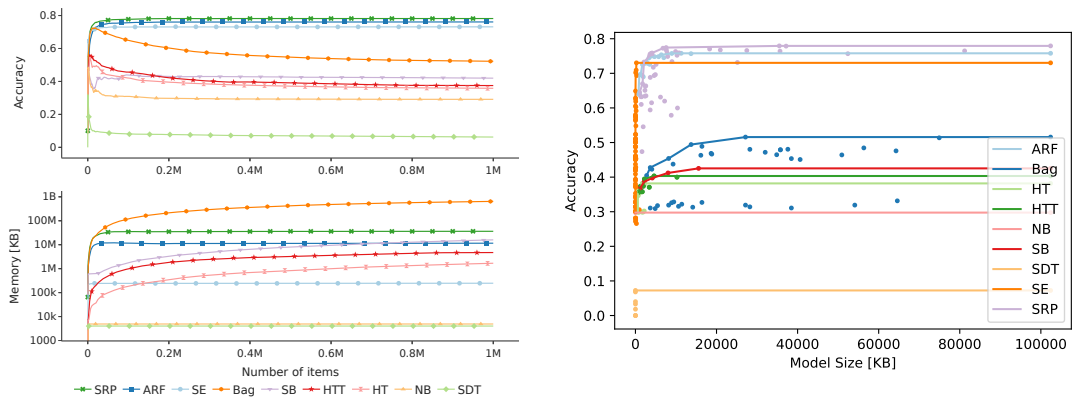 0.8
0.6
0.4
0.2
0
Accuracy
0 0.2M 0.4M 0.6M 0.8M 1M
1B
100M
10M
1M
100k
10k
1000
Memory [KB]
0 0.2M 0.4M 0.6M 0.8M 1M
Number of items
SRP ARF SE Bag SB HTT HT NB SDT
0.8
0.7
0.6
0.5
0.4
0.3
0.2
0.1
0.0
Accuracy
0 20000 40000 60000 80000 100000
Model Size [KB]
ARF
Bag
HT
HTT
NB
SB
SDT
SE
SRP